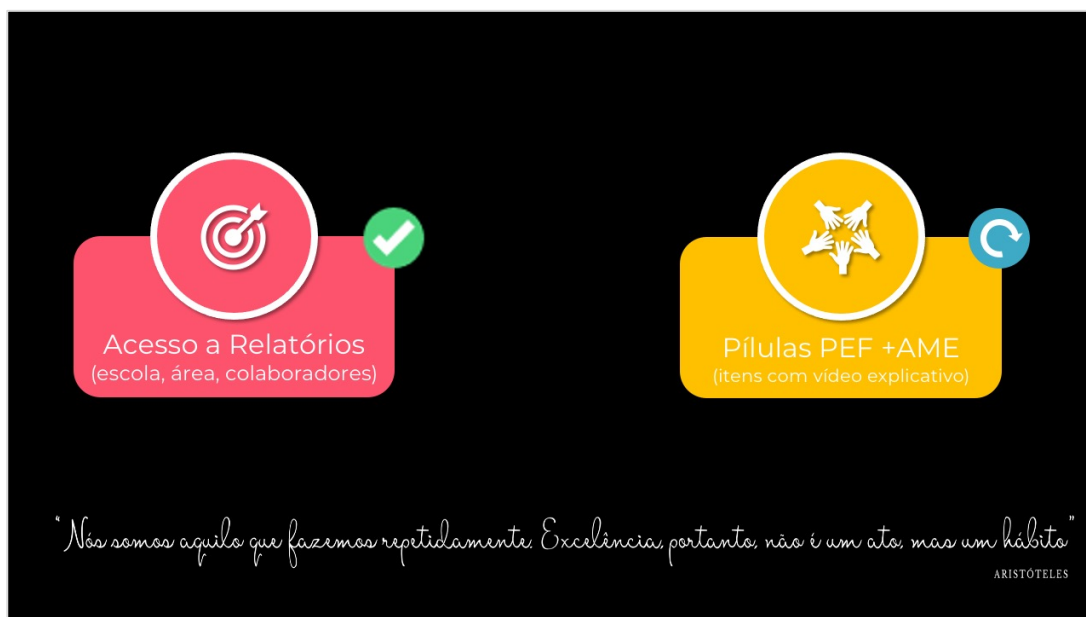 Acesso a Relatórios
(escola, área, colaboradores)
Pílulas PEF +AME
(itens com vídeo explicativo)
“Nós somos aquilo que fazemos repetidamente. Excelência, portanto, não é um ato, mas um hábito”
ARISTÓTELES